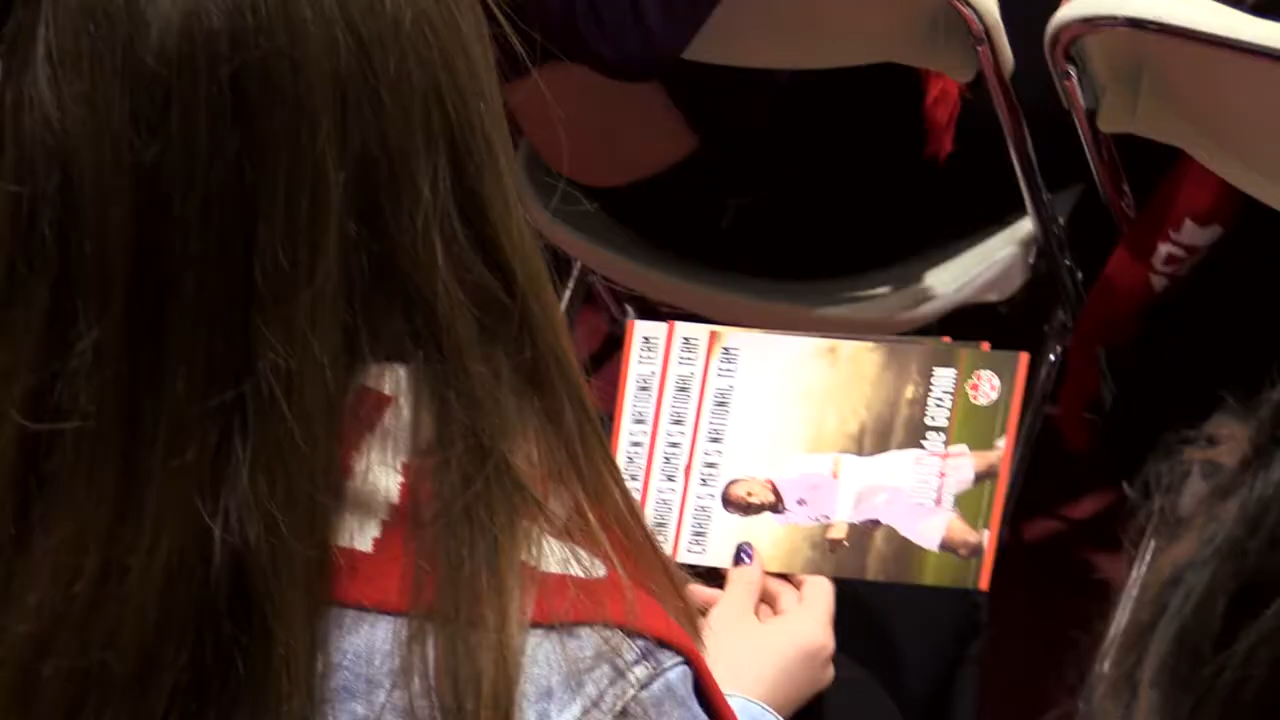 WOMEN'S NATIONAL TEAM
CANADA'S WOMEN'S NATIONAL TEAM
CANADA'S MEN'S NATIONAL TEAM
de GUZMAN